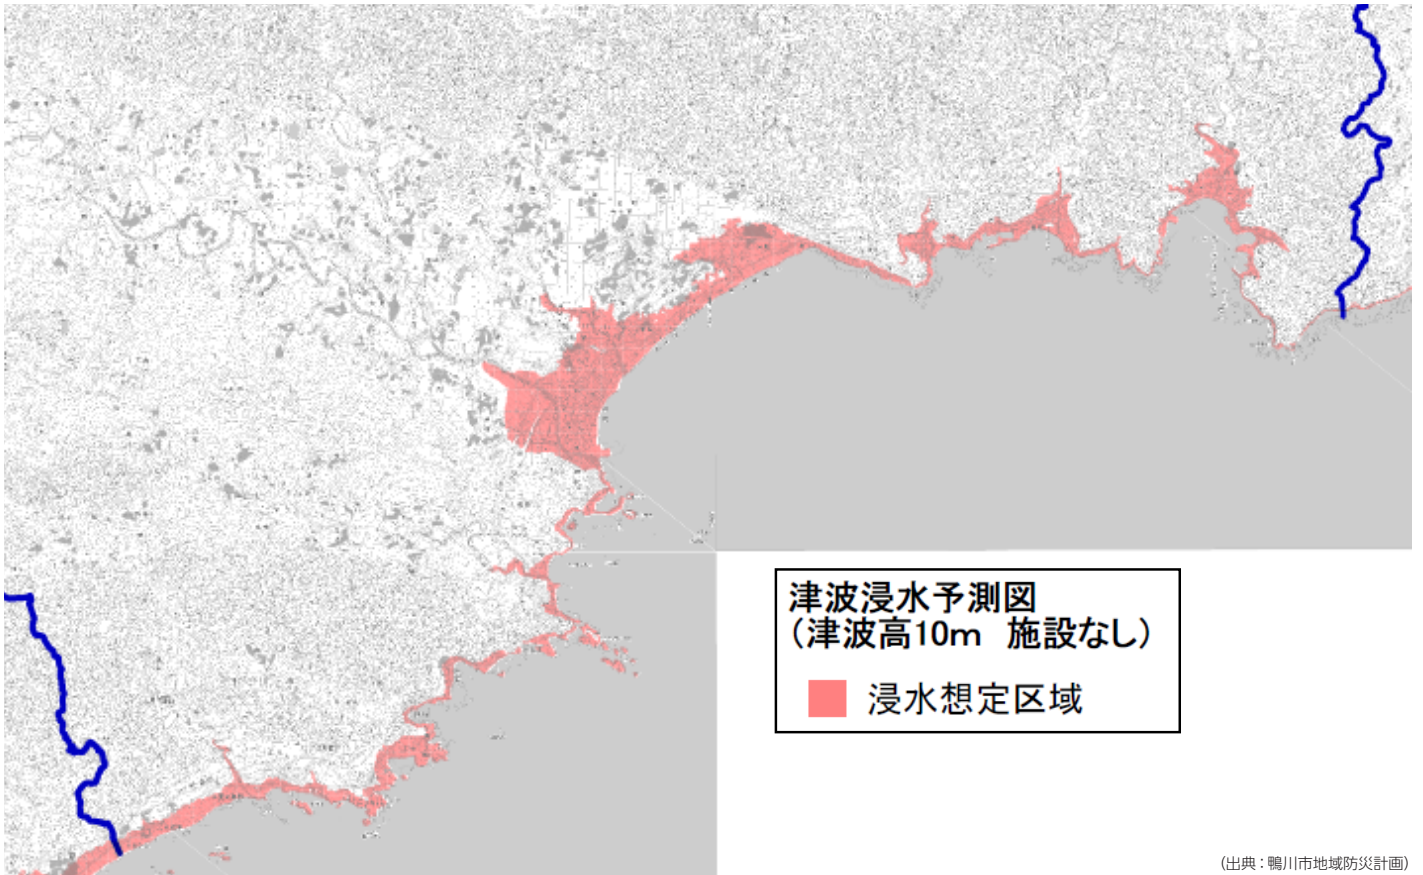 津波浸水予測図
（津波高10m　施設なし）
浸水想定区域
(出典：鴨川市地域防災計画)